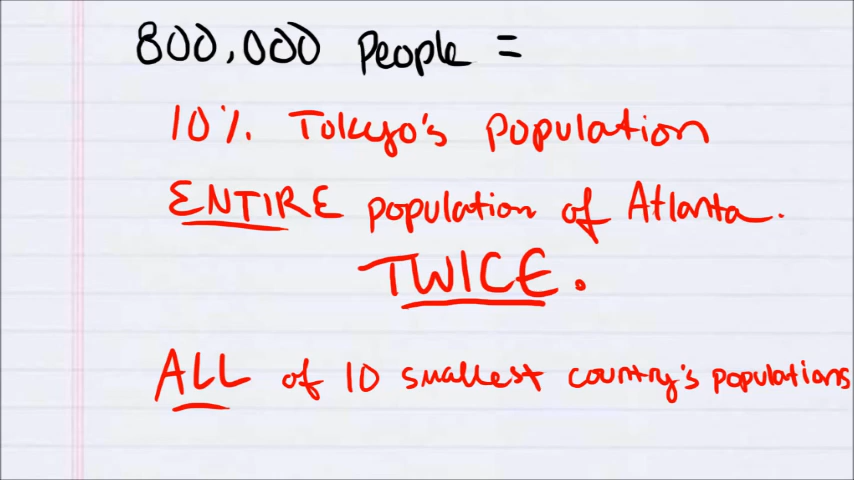 800,000 People =
10% Tokyo's Population
ENTIRE population of Atlanta.
TWICE.
ALL of 10 smallest country's populations